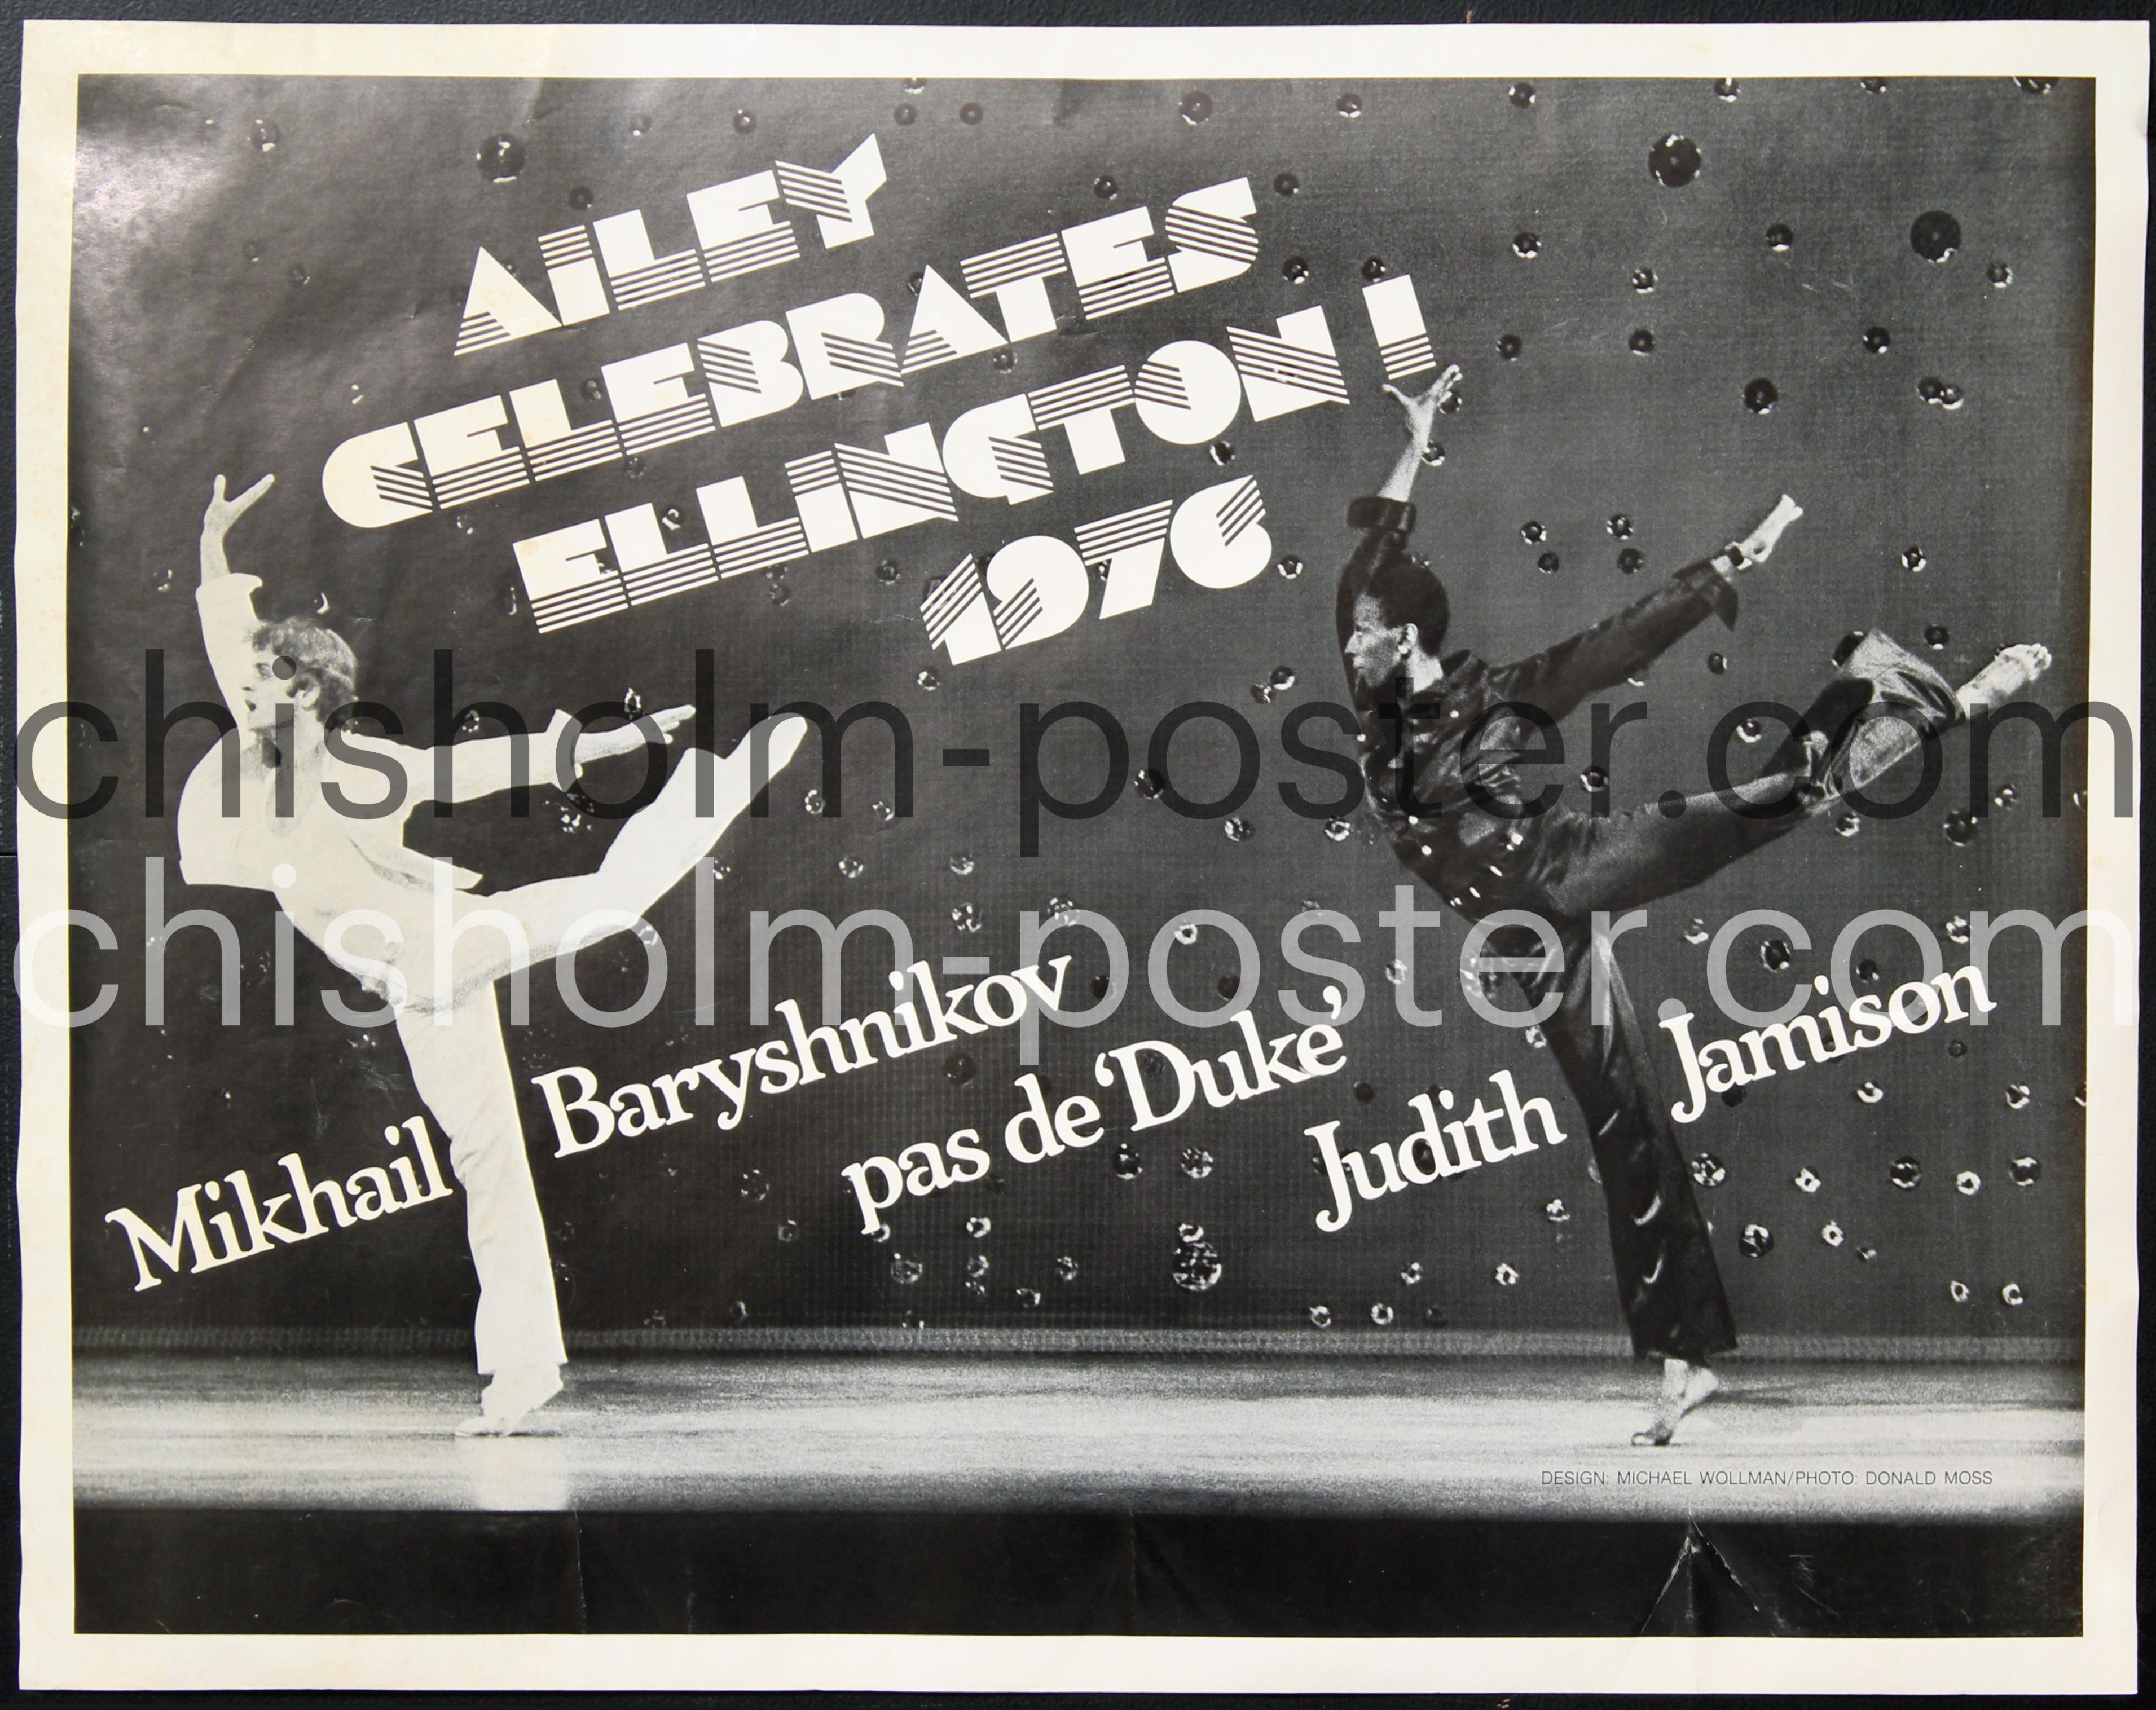 AiLEY
CELEBRATES
ELLINGTON!
1976
chisholm-poster.com
chisholm-poster.com
Mikhail Baryshnikov
pas de 'Duke'
Judith Jamison
DESIGN: MICHAEL WOLLMAN/PHOTO: DONALD MOSS